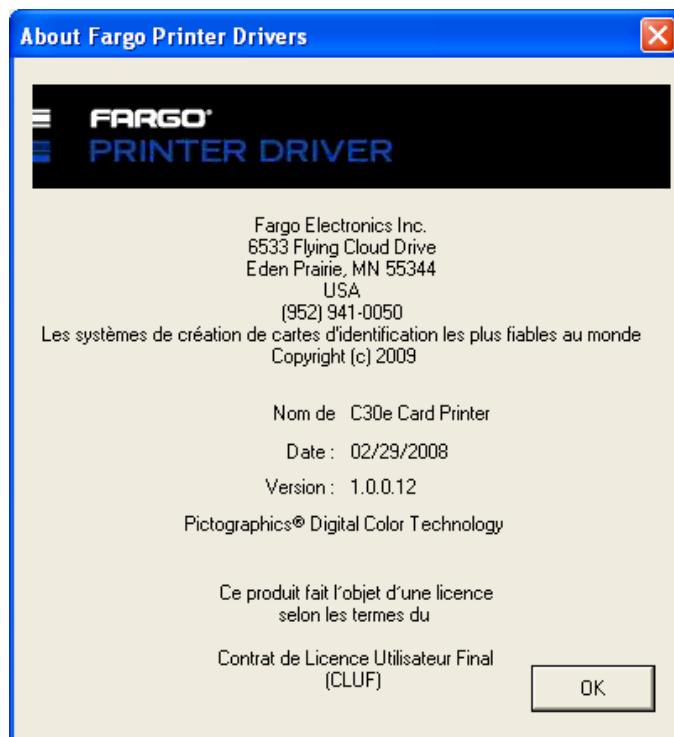 About Fargo Printer Drivers
FARGO®
PRINTER DRIVER
Fargo Electronics Inc.
6533 Flying Cloud Drive
Eden Prairie, MN 55344
USA
(952) 941-0050
Les systèmes de création de cartes d'identification les plus fiables au monde
Copyright (c) 2009
Nom de C30e Card Printer
Date : 02/29/2008
Version : 1.0.0.12
Pictographics® Digital Color Technology
Ce produit fait l´objet d´une licence
selon les termes du
Contrat de Licence Utilisateur Final
(CLUF)
OK